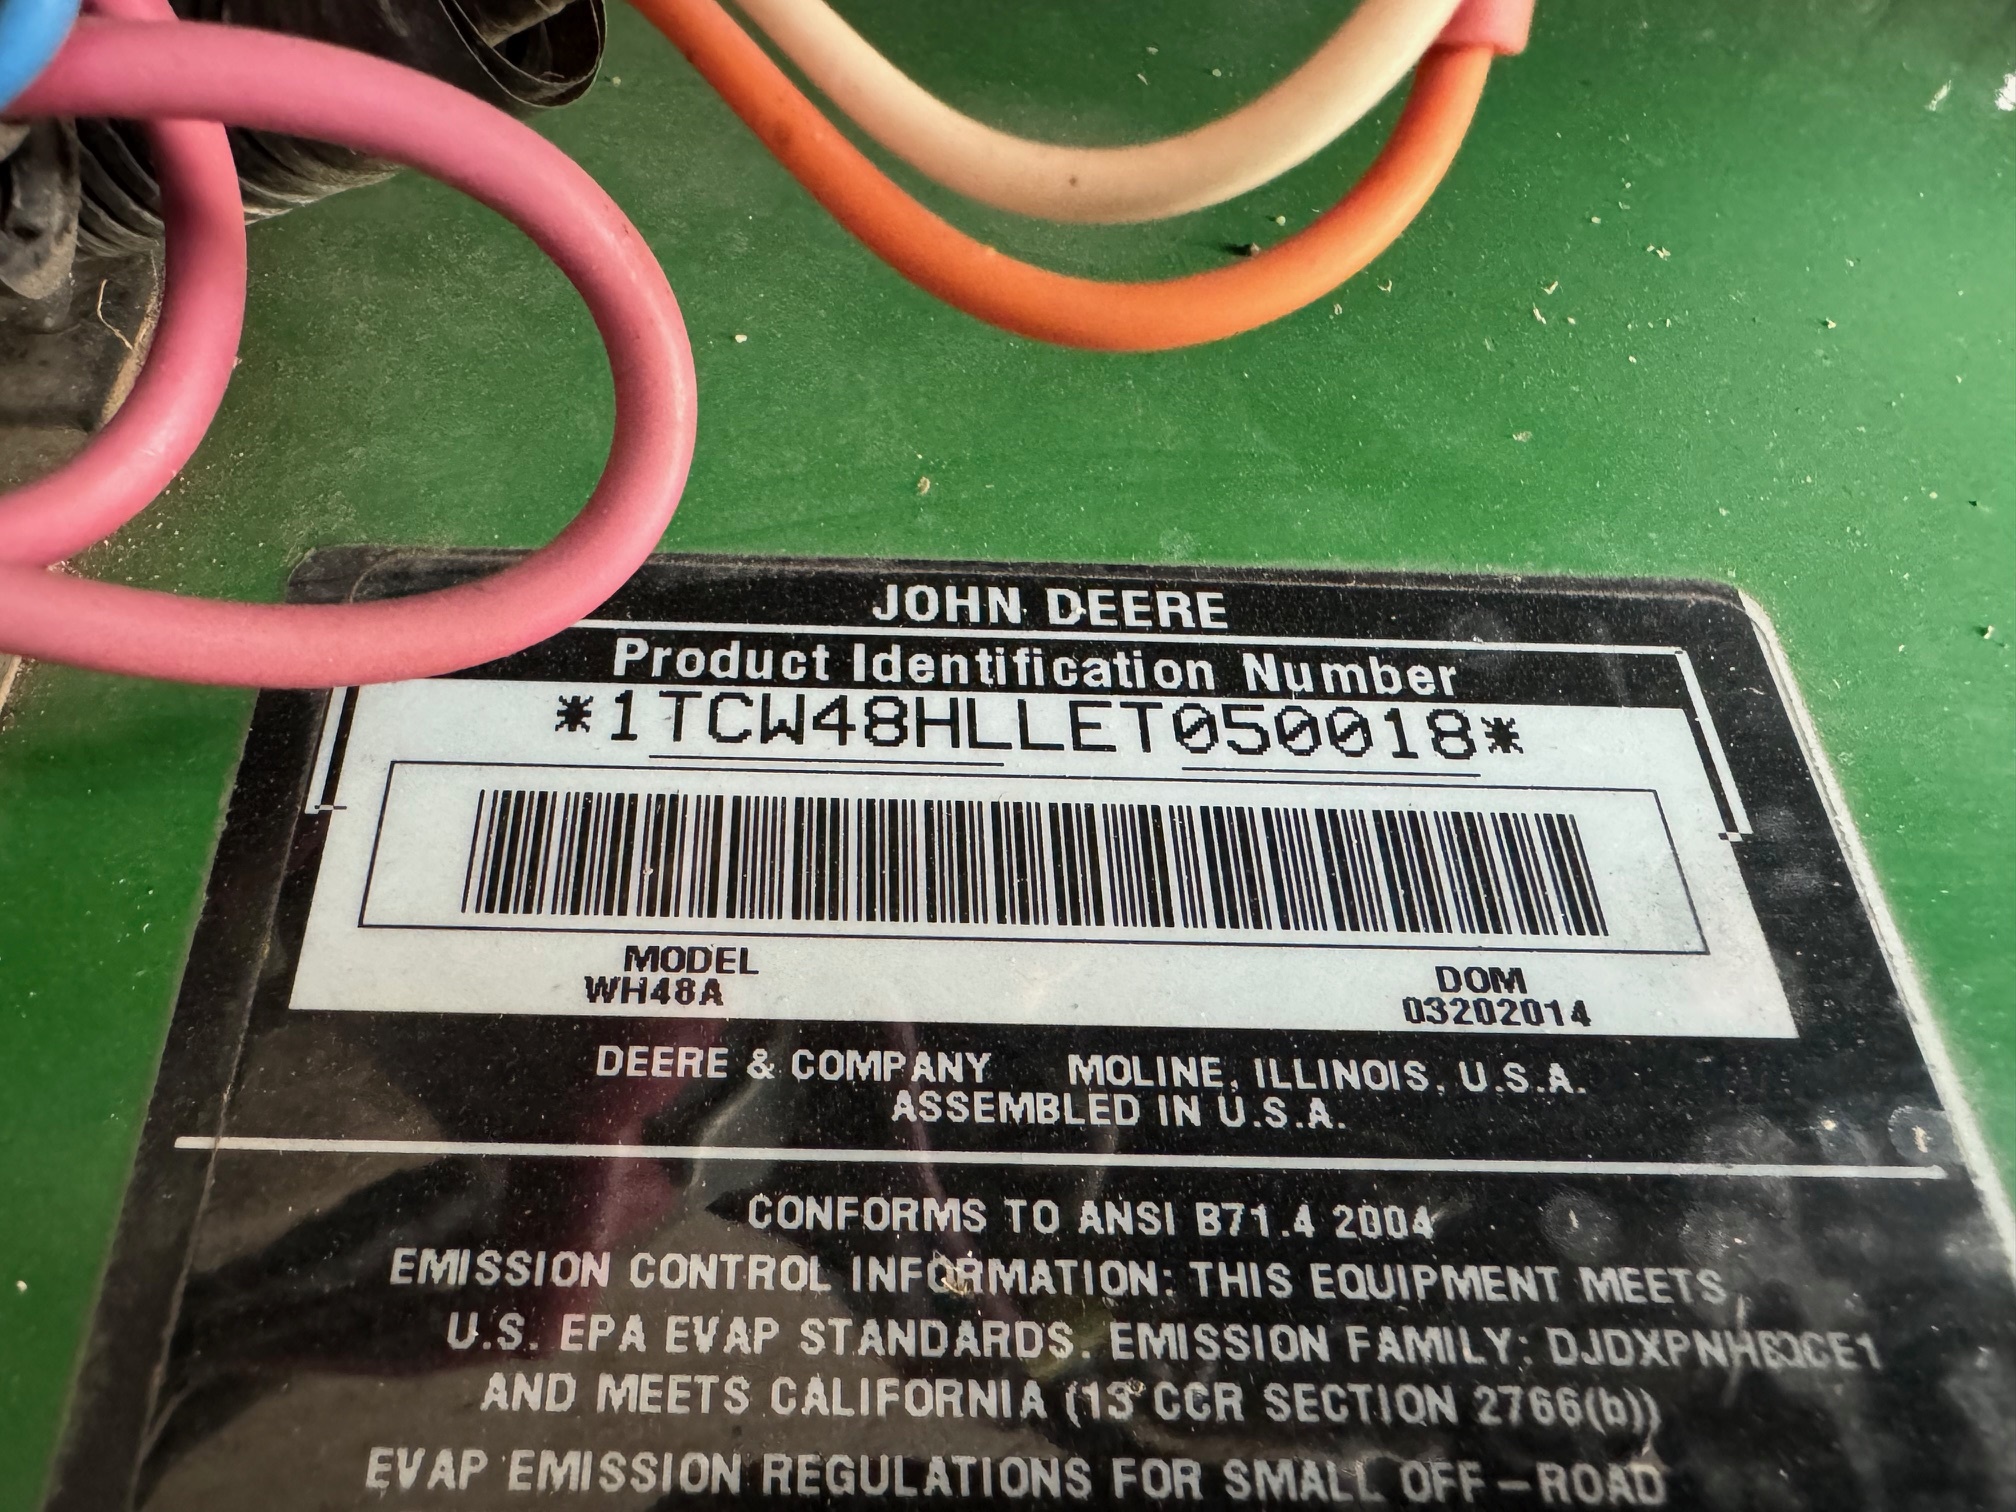 JOHN DEERE
Product Identification Number
*1TCW48HLLET050018*
MODEL
WH48A
DOM
03202014
DEERE & COMPANY MOLINE, ILLINOIS, U.S.A.
ASSEMBLED IN U.S.A.
CONFORMS TO ANSI B71.4 2004
EMISSION CONTROL INFORMATION: THIS EQUIPMENT MEETS
U.S. EPA EVAP STANDARDS. EMISSION FAMILY:
AND MEETS CALIFORNIA (13 CCR SECTION 2766(b))
EVAP EMISSION REGULATIONS FOR SMALL OFF-ROAD